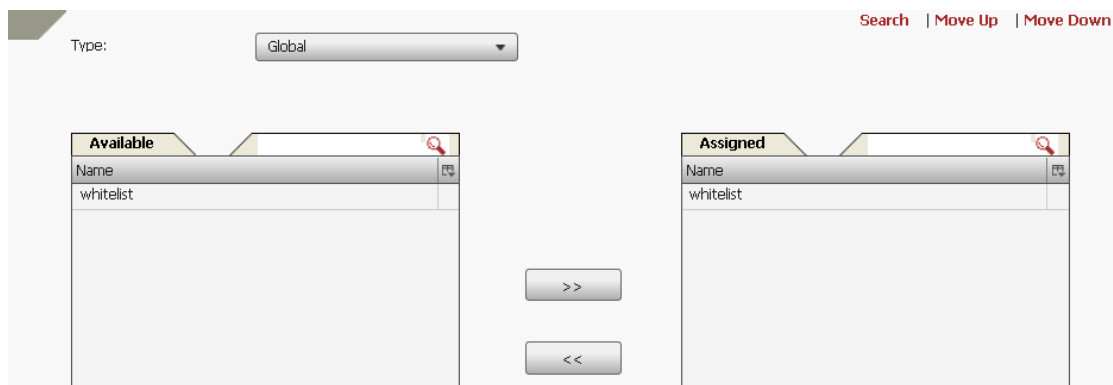 Search | Move Up | Move Down
Type: Global
Available
Assigned
Name
Name
whitelist
whitelist
>>
<<